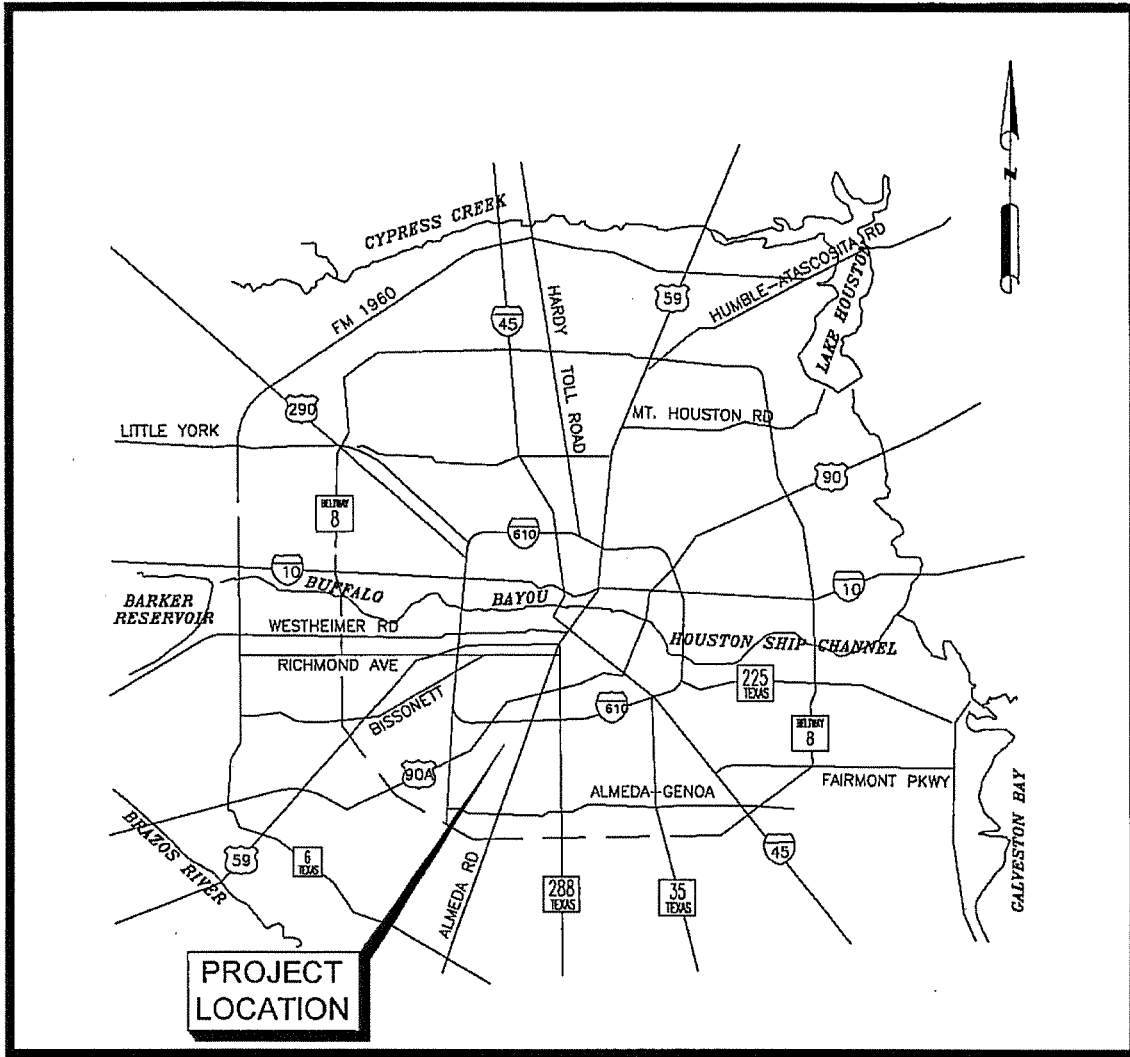 N
CYPRESS CREEK
FM 1960
45
HARDY
TOLL ROAD
59
HUMBLE-ATASCOSITA RD
LAKE HOUSTON
290
LITTLE YORK
MT. HOUSTON RD
90
BELTWAY
8
610
10
BUFFALO
BAYOU
10
BARKER
RESERVOIR
WESTHEIMER RD
HOUSTON SHIP CHANNEL
RICHMOND AVE
225
TEXAS
BISSONETT
610
BELTWAY
8
90A
FAIRMONT PKWY
ALMEDA-GENOA
BRAZOS RIVER
59
6
TEXAS
ALMEDA RD
288
TEXAS
35
TEXAS
45
GALVESTON BAY
PROJECT
LOCATION